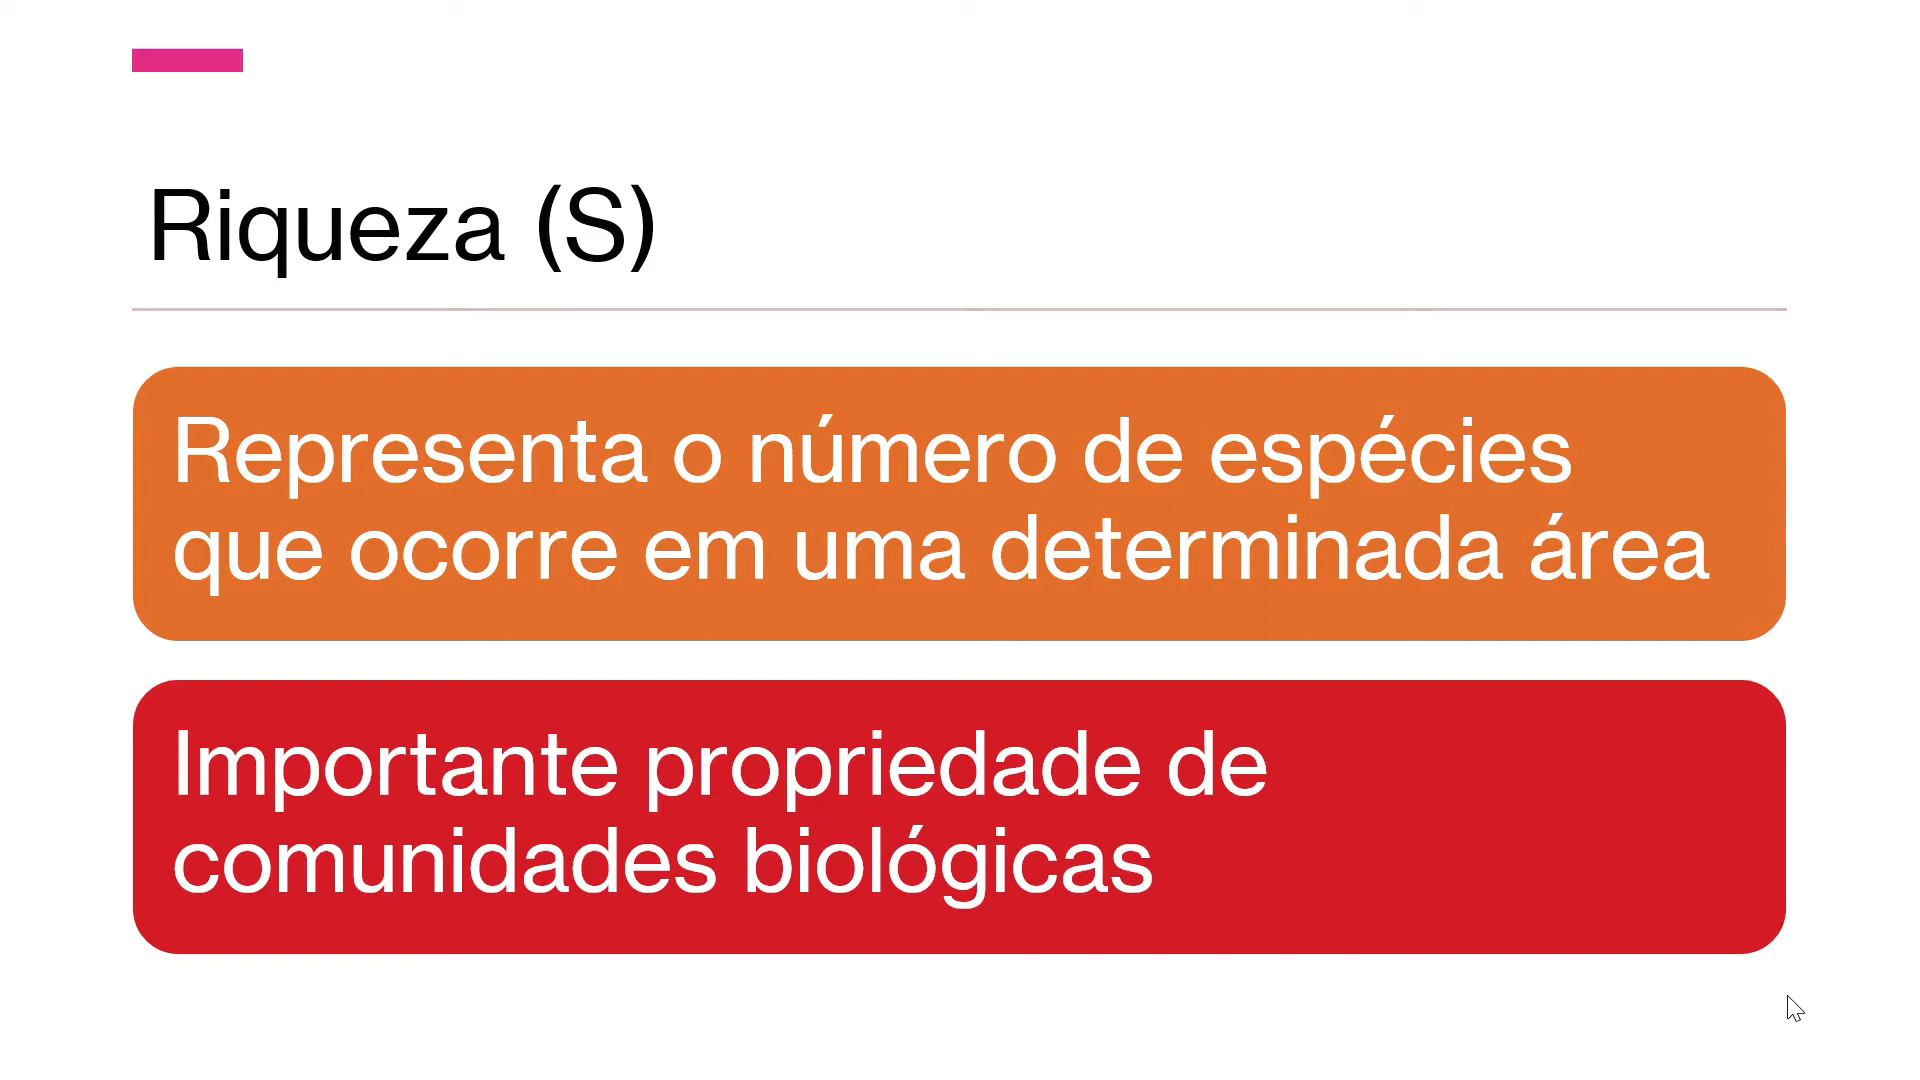 Riqueza (S)
Representa o número de espécies
que ocorre em uma determinada área
Importante propriedade de
comunidades biológicas